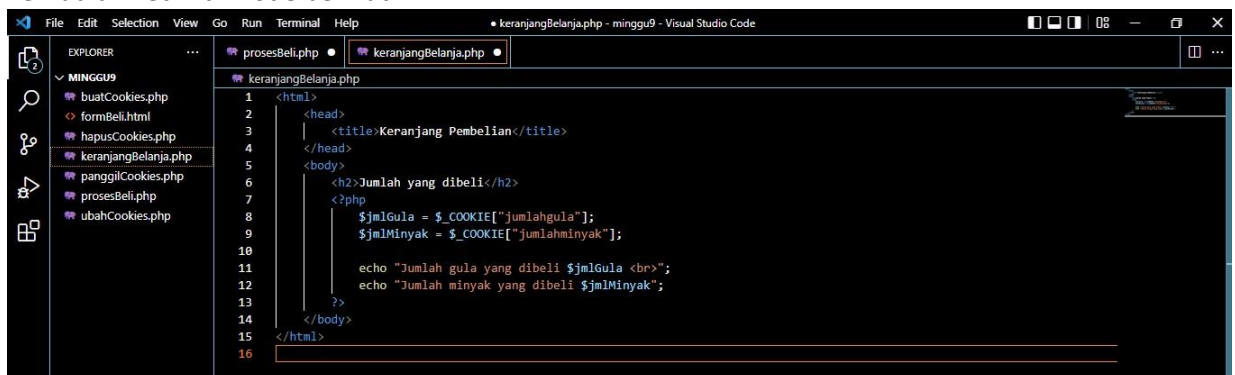 File Edit Selection View Go Run Terminal Help ● keranjangBelanja.php - minggu9 - Visual Studio Code
EXPLORER ...
prosesBeli.php ● keranjangBelanja.php ●
MINGGU9
buatCookies.php
formBeli.html
hapusCookies.php
keranjangBelanja.php
panggilCookies.php
prosesBeli.php
ubahCookies.php
2
keranjangBelanja.php
1 <html>
2 <head>
3 <title>Keranjang Pembelian</title>
4 </head>
5 <body>
6 <h2>Jumlah yang dibeli</h2>
7 <?php
8 $jmlGula = $_COOKIE["jumlahgula"];
9 $jmlMinyak = $_COOKIE["jumlahminyak"];
10
11 echo "Jumlah gula yang dibeli $jmlGula <br>";
12 echo "Jumlah minyak yang dibeli $jmlMinyak";
13 ?>
14 </body>
15 </html>
16